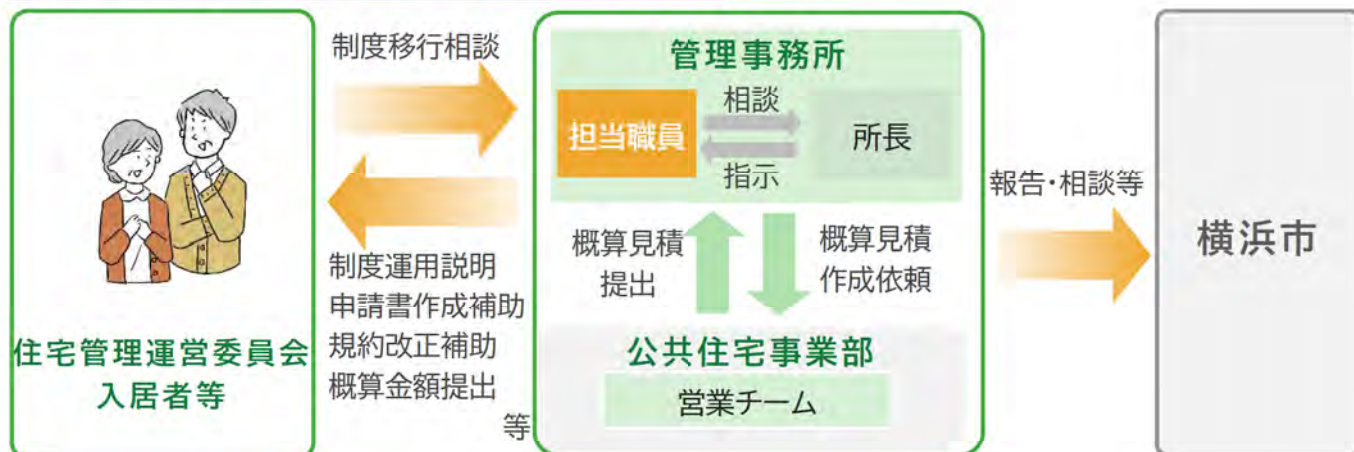 住宅管理運営委員会
入居者等
制度移行相談
制度運用説明
申請書作成補助
規約改正補助
概算金額提出
等
管理事務所
担当職員
相談
指示
所長
概算見積
提出
概算見積
作成依頼
公共住宅事業部
営業チーム
報告・相談等
横浜市